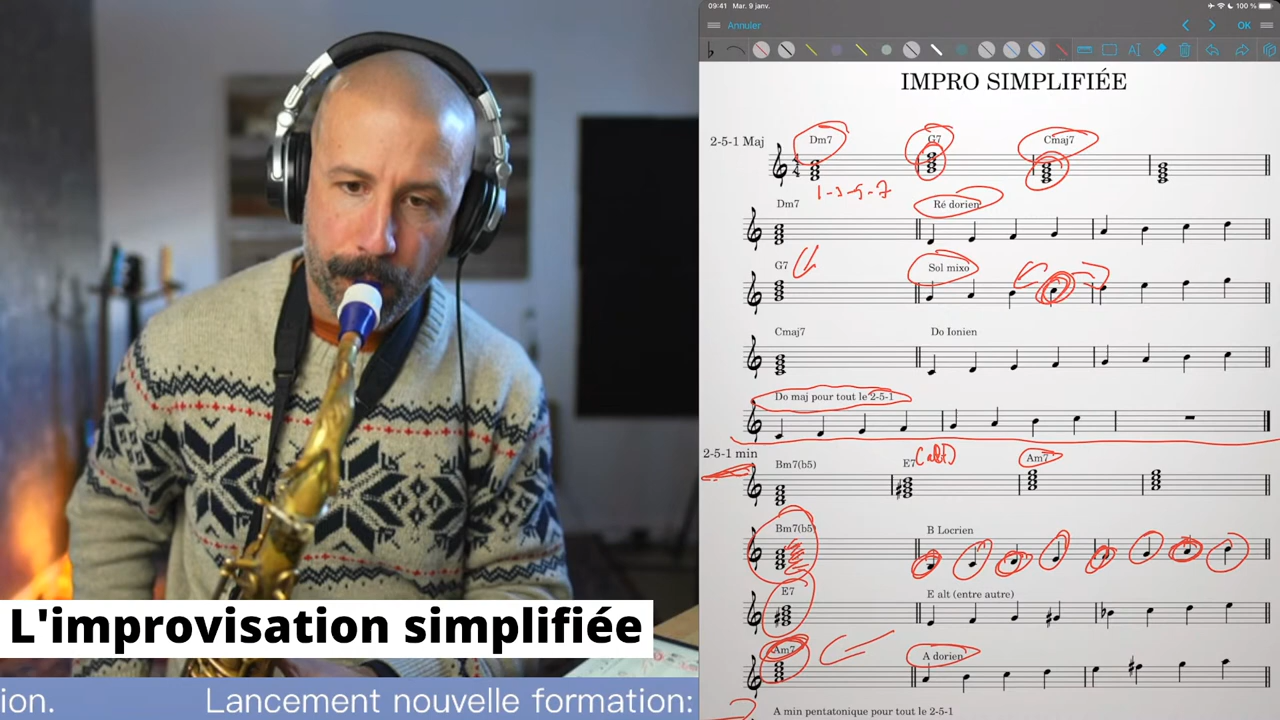 09:41 Mar. 9 janv.
100 %
Annuler
OK
IMPRO SIMPLIFIÉE
2-5-1 Maj
Dm7
G7
Cmaj7
1-3-5-7
Dm7
Ré dorien
G7
Sol mixo
Cmaj7
Do Ionien
Do maj pour tout le 2-5-1
2-5-1 min
Bm7(b5)
E7 (alt)
Am7
Bm7(b5)
B Locrien
E7
E alt (entre autre)
Am7
A dorien
A min pentatonique pour tout le 2-5-1
L'improvisation simplifiée
ion. Lancement nouvelle formation: